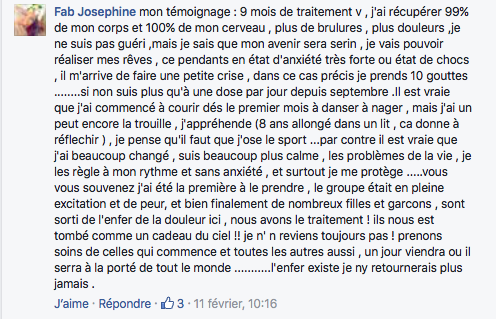 Fab Josephine mon témoignage : 9 mois de traitement v , j'ai récupérer 99%
de mon corps et 100% de mon cerveau , plus de brulures , plus douleurs ,je
ne suis pas guéri ,mais je sais que mon avenir sera serin , je vais pouvoir
réaliser mes rêves , ce pendants en état d'anxiété très forte ou état de chocs
, il m'arrive de faire une petite crise , dans ce cas précis je prends 10 gouttes
........si non suis plus qu'à une dose par jour depuis septembre .Il est vraie
que j'ai commencé à courir dés le premier mois à danser à nager , mais j'ai un
peut encore la trouille , j'appréhende (8 ans allongé dans un lit , ca donne à
réflechir ) , je pense qu'il faut que j'ose le sport ...par contre il est vraie que
j'ai beaucoup changé , suis beaucoup plus calme , les problèmes de la vie , je
les règle à mon rythme et sans anxiété , et surtout je me protège .....vous
vous souvenez j'ai été la première à le prendre , le groupe était en pleine
excitation et de peur, et bien finalement de nombreux filles et garcons , sont
sorti de l'enfer de la douleur ici , nous avons le traitement ! ils nous est
tombé comme un cadeau du ciel !! je n' n reviens toujours pas ! prenons
soins de celles qui commence et toutes les autres aussi , un jour viendra ou il
serra à la porté de tout le monde ...........l'enfer existe je ny retournerais plus
jamais .
J'aime · Répondre · 3 · 11 février, 10:16